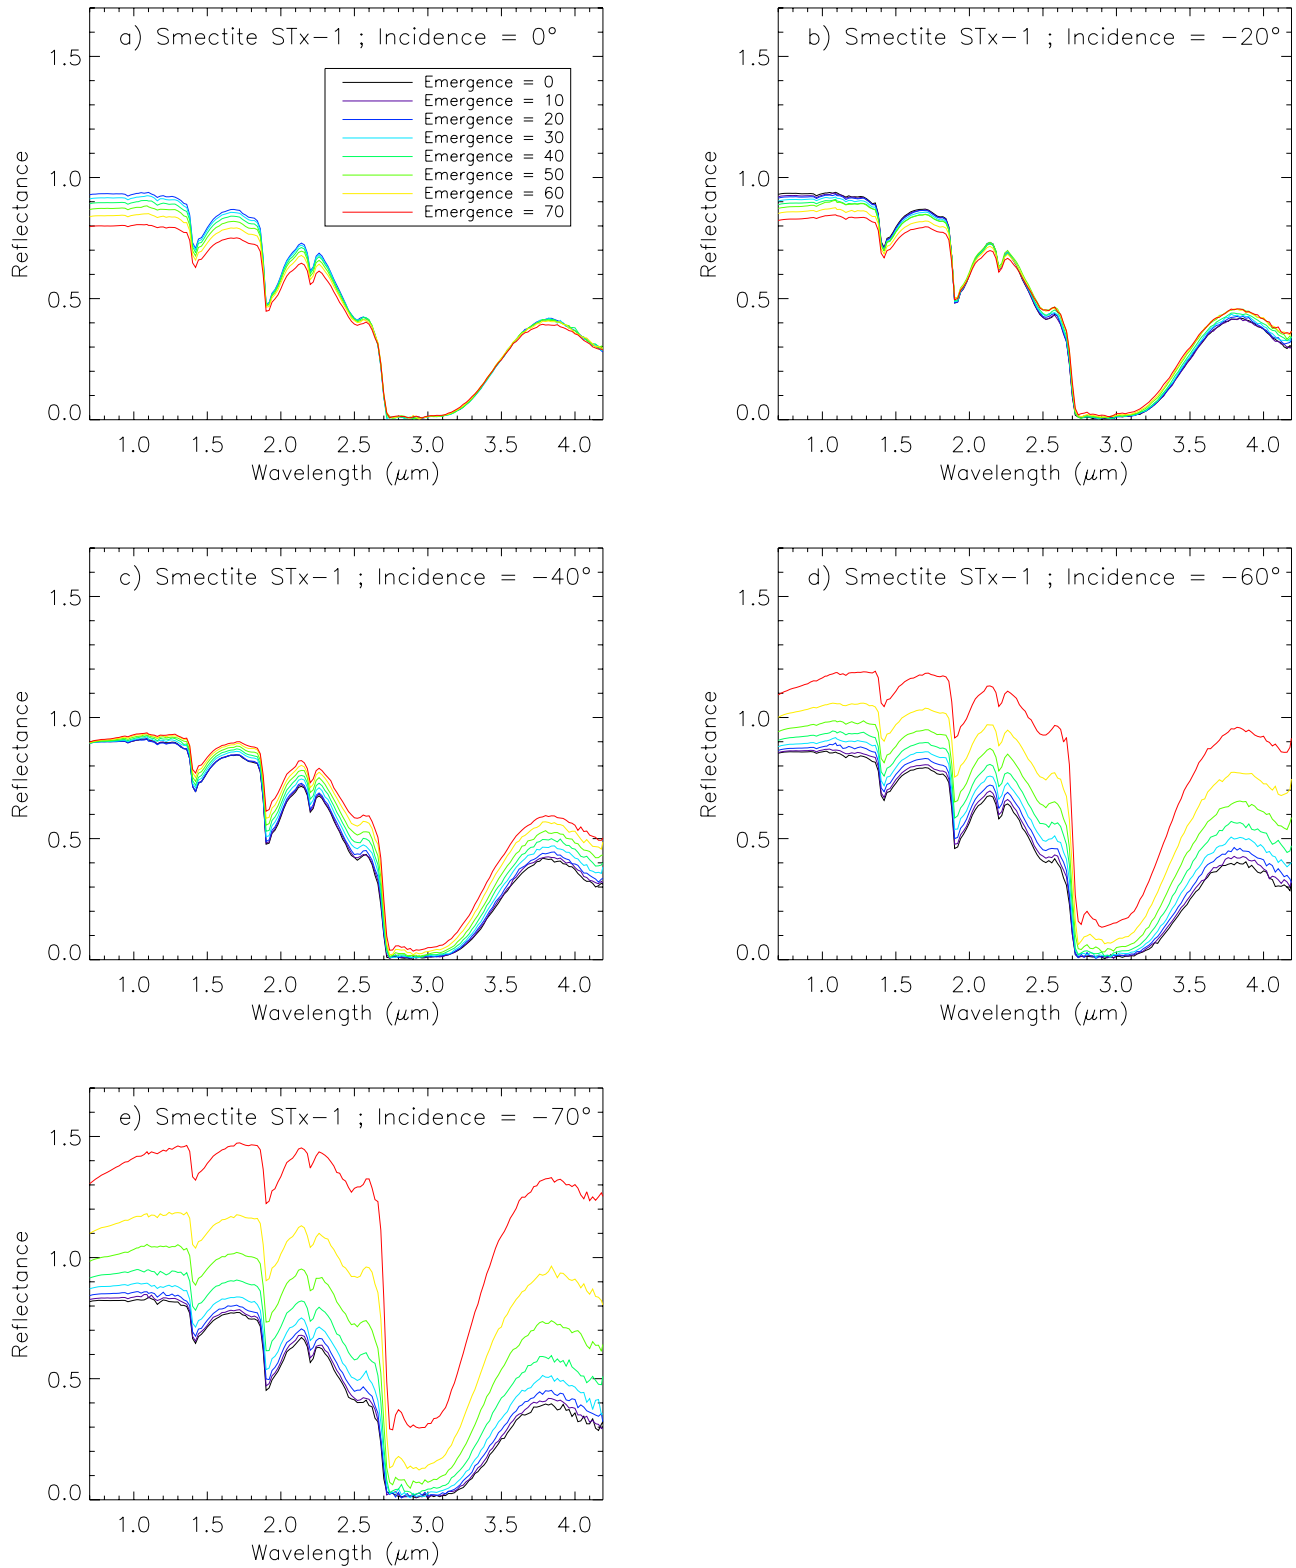 a) Smectite STx-1 ; Incidence = 0°
Emergence = 0
Emergence = 10
Emergence = 20
Emergence = 30
Emergence = 40
Emergence = 50
Emergence = 60
Emergence = 70
1.5
1.0
0.5
0.0
Reflectance
1.0 1.5 2.0 2.5 3.0 3.5 4.0
Wavelength (μm)
b) Smectite STx-1 ; Incidence = -20°
1.5
1.0
0.5
0.0
Reflectance
1.0 1.5 2.0 2.5 3.0 3.5 4.0
Wavelength (μm)
c) Smectite STx-1 ; Incidence = -40°
1.5
1.0
0.5
0.0
Reflectance
1.0 1.5 2.0 2.5 3.0 3.5 4.0
Wavelength (μm)
d) Smectite STx-1 ; Incidence = -60°
1.5
1.0
0.5
0.0
Reflectance
1.0 1.5 2.0 2.5 3.0 3.5 4.0
Wavelength (μm)
e) Smectite STx-1 ; Incidence = -70°
1.5
1.0
0.5
0.0
Reflectance
1.0 1.5 2.0 2.5 3.0 3.5 4.0
Wavelength (μm)